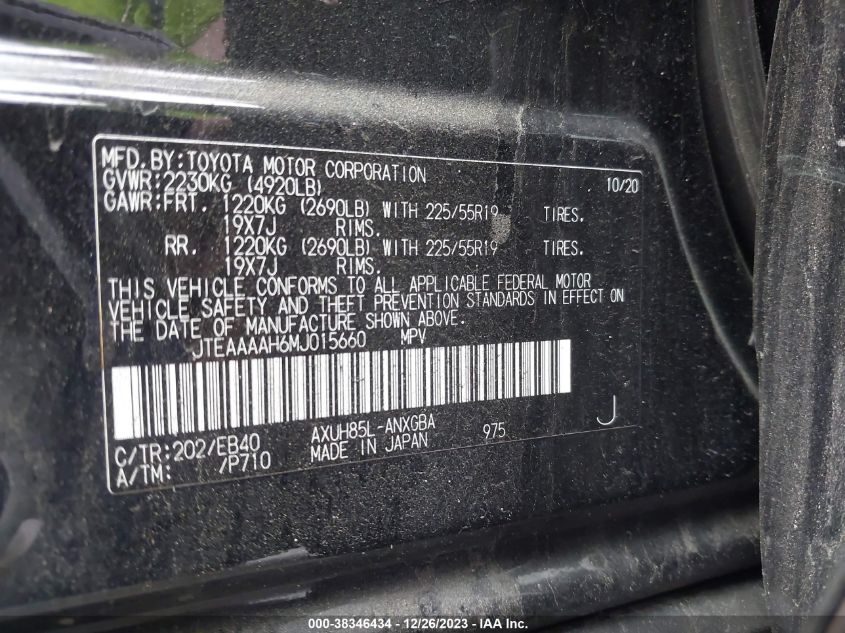 MFD.BY:TOYOTA MOTOR CORPORATION 10/20
GVWR:2230KG (4920LB)
GAWR:FRT. 1220KG (2690LB) WITH 225/55R19 TIRES.
19X7J RIMS.
RR. 1220KG (2690LB) WITH 225/55R19 TIRES.
19X7J RIMS.
THIS VEHICLE CONFORMS TO ALL APPLICABLE FEDERAL MOTOR
VEHICLE SAFETY AND THEFT PREVENTION STANDARDS IN EFFECT ON
THE DATE OF MANUFACTURE SHOWN ABOVE.
JTEAAAAH6MJ015660 MPV
C/TR:202/EB40 AXUH85L-ANXGBA 975 J
A/TM: /P710 MADE IN JAPAN
000-38346434 - 12/26/2023 - IAAI.com